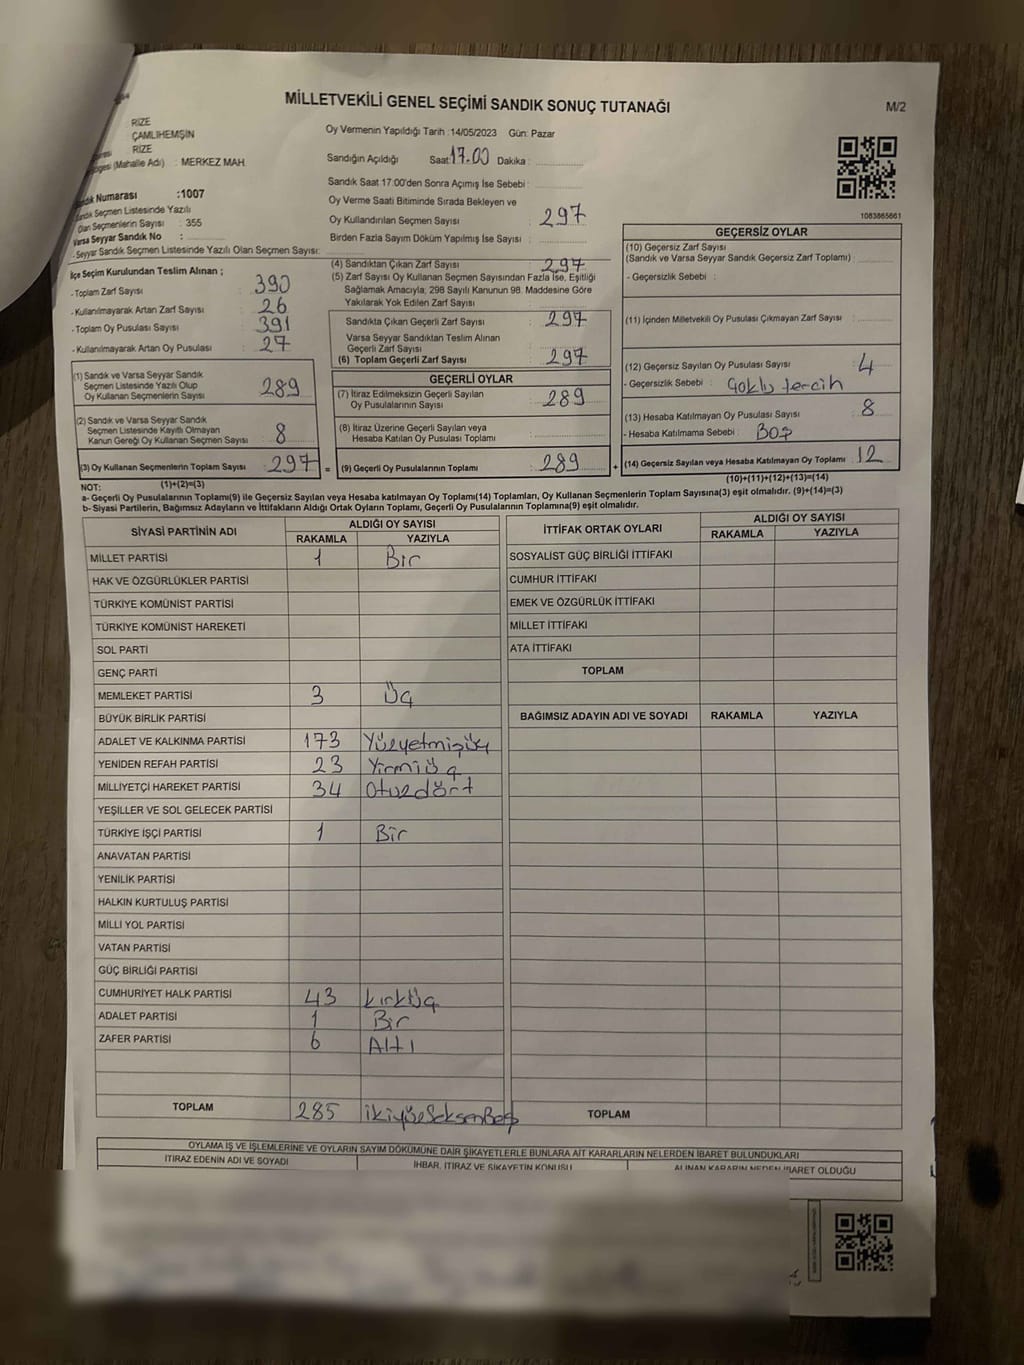 MİLLETVEKİLİ GENEL SEÇİMİ SANDIK SONUÇ TUTANAĞI
M/2
RİZE
ÇAMLIHEMŞİN
RİZE
(Mahalle Adı) : MERKEZ MAH.
Sandık Numarası :1007
Sandık Seçmen Listesinde Yazılı
Olan Seçmenlerin Sayısı : 355
Varsa Seyyar Sandık No :
- Seyyar Sandık Seçmen Listesinde Yazılı Olan Seçmen Sayısı:
Oy Vermenin Yapıldığı Tarih :14/05/2023 Gün: Pazar
Sandığın Açıldığı Saat 17.00 Dakika :
Sandık Saat 17.00'den Sonra Açımış İse Sebebi :
Oy Verme Saati Bitiminde Sırada Bekleyen ve
Oy Kullandırılan Seçmen Sayısı : 297
Birden Fazla Sayım Döküm Yapılmış İse Sayısı :
1083865661
İlçe Seçim Kurulundan Teslim Alınan ;
- Toplam Zarf Sayısı : 390
- Kullanılmayarak Artan Zarf Sayısı : 26
- Toplam Oy Pusulası Sayısı : 391
- Kullanılmayarak Artan Oy Pusulası : 27
(1) Sandık ve Varsa Seyyar Sandık
Seçmen Listesinde Yazılı Olup
Oy Kullanan Seçmenlerin Sayısı : 289
(2) Sandık ve Varsa Seyyar Sandık
Seçmen Listesinde Kayıtlı Olmayan
Kanun Gereği Oy Kullanan Seçmen Sayısı : 8
(3) Oy Kullanan Seçmenlerin Toplam Sayısı : 297 =
(1)+(2)=(3)
(4) Sandıktan Çıkan Zarf Sayısı : 297
(5) Zarf Sayısı Oy Kullanan Seçmen Sayısından Fazla İse, Eşitliği
Sağlamak Amacıyla, 298 Sayılı Kanunun 98. Maddesine Göre
Yakılarak Yok Edilen Zarf Sayısı :
Sandıkta Çıkan Geçerli Zarf Sayısı : 297
Varsa Seyyar Sandıktan Teslim Alınan
Geçerli Zarf Sayısı :
(6) Toplam Geçerli Zarf Sayısı : 297
GEÇERLİ OYLAR
(7) İtiraz Edilmeksizin Geçerli Sayılan
Oy Pusulalarının Sayısı : 289
(8) İtiraz Üzerine Geçerli Sayılan veya
Hesaba Katılan Oy Pusulası Toplamı :
(9) Geçerli Oy Pusulalarının Toplamı : 289 +
GEÇERSİZ OYLAR
(10) Geçersiz Zarf Sayısı
(Sandık ve Varsa Seyyar Sandık Geçersiz Zarf Toplamı) :
- Geçersizlik Sebebi :
(11) İçinden Milletvekili Oy Pusulası Çıkmayan Zarf Sayısı :
(12) Geçersiz Sayılan Oy Pusulası Sayısı : 4
- Geçersizlik Sebebi : Çoklu tercih
(13) Hesaba Katılmayan Oy Pusulası Sayısı : 8
- Hesaba Katılmama Sebebi : BOŞ
(14) Geçersiz Sayılan veya Hesaba Katılmayan Oy Toplamı : 12
(10)+(11)+(12)+(13)=(14)
NOT:
a- Geçerli Oy Pusulalarının Toplamı(9) ile Geçersiz Sayılan veya Hesaba katılmayan Oy Toplamı(14) Toplamları, Oy Kullanan Seçmenlerin Toplam Sayısına(3) eşit olmalıdır. (9)+(14)=(3)
b- Siyasi Partilerin, Bağımsız Adayların ve İttifakların Aldığı Ortak Oyların Toplamı, Geçerli Oy Pusulalarının Toplamına(9) eşit olmalıdır.
SİYASİ PARTİNİN ADI ALDIĞI OY SAYISI
RAKAMLA YAZIYLA
MİLLET PARTİSİ 1 Bir
HAK VE ÖZGÜRLÜKLER PARTİSİ
TÜRKİYE KOMÜNİST PARTİSİ
TÜRKİYE KOMÜNİST HAREKETİ
SOL PARTİ
GENÇ PARTİ
MEMLEKET PARTİSİ 3 Üç
BÜYÜK BİRLİK PARTİSİ
ADALET VE KALKINMA PARTİSİ 173 Yüzyetmişüç
YENİDEN REFAH PARTİSİ 23 Yirmiüç
MİLLİYETÇİ HAREKET PARTİSİ 34 Otuzdört
YEŞİLLER VE SOL GELECEK PARTİSİ
TÜRKİYE İŞÇİ PARTİSİ 1 Bir
ANAVATAN PARTİSİ
YENİLİK PARTİSİ
HALKIN KURTULUŞ PARTİSİ
MİLLİ YOL PARTİSİ
VATAN PARTİSİ
GÜÇ BİRLİĞİ PARTİSİ
CUMHURİYET HALK PARTİSİ 43 KırkÜç
ADALET PARTİSİ 1 Bir
ZAFER PARTİSİ 6 Altı
TOPLAM 285 ikiyüzSeksenBeş
İTTİFAK ORTAK OYLARI ALDIĞI OY SAYISI
RAKAMLA YAZIYLA
SOSYALİST GÜÇ BİRLİĞİ İTTİFAKI
CUMHUR İTTİFAKI
EMEK VE ÖZGÜRLÜK İTTİFAKI
MİLLET İTTİFAKI
ATA İTTİFAKI
TOPLAM
BAĞIMSIZ ADAYIN ADI VE SOYADI RAKAMLA YAZIYLA
TOPLAM
OYLAMA İŞ VE İŞLEMLERİNE VE OYLARIN SAYIM DÖKÜMÜNE DAİR ŞİKAYETLERLE BUNLARA AİT KARARLARIN NELERDEN İBARET BULUNDUKLARI
İTİRAZ EDENİN ADI VE SOYADI İHBAR, İTİRAZ VE ŞİKAYETİN KONUSU ALINAN KARARIN NEDEN İBARET OLDUĞU